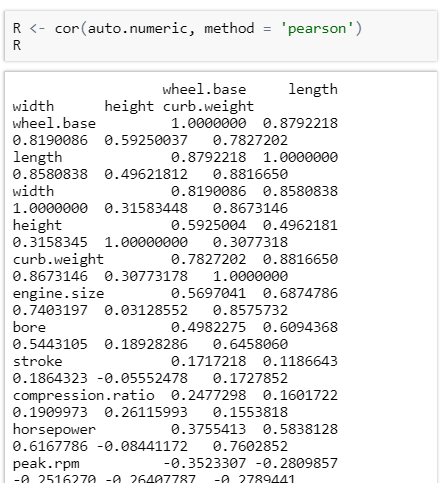 R <- cor(auto.numeric, method = 'pearson')
R
wheel.base length
width height curb.weight
wheel.base 1.0000000 0.8792218
0.8190086 0.59250037 0.7827202
length 0.8792218 1.0000000
0.8580838 0.49621812 0.8816650
width 0.8190086 0.8580838
1.0000000 0.31583448 0.8673146
height 0.5925004 0.4962181
0.3158345 1.00000000 0.3077318
curb.weight 0.7827202 0.8816650
0.8673146 0.30773178 1.0000000
engine.size 0.5697041 0.6874786
0.7403197 0.03128552 0.8575732
bore 0.4982275 0.6094368
0.5443105 0.18928286 0.6458060
stroke 0.1717218 0.1186643
0.1864323 -0.05552478 0.1727852
compression.ratio 0.2477298 0.1601722
0.1909973 0.26115993 0.1553818
horsepower 0.3755413 0.5838128
0.6167786 -0.08441172 0.7602852
peak.rpm -0.3523307 -0.2809857
-0.2516270 -0.26407787 -0.2789441